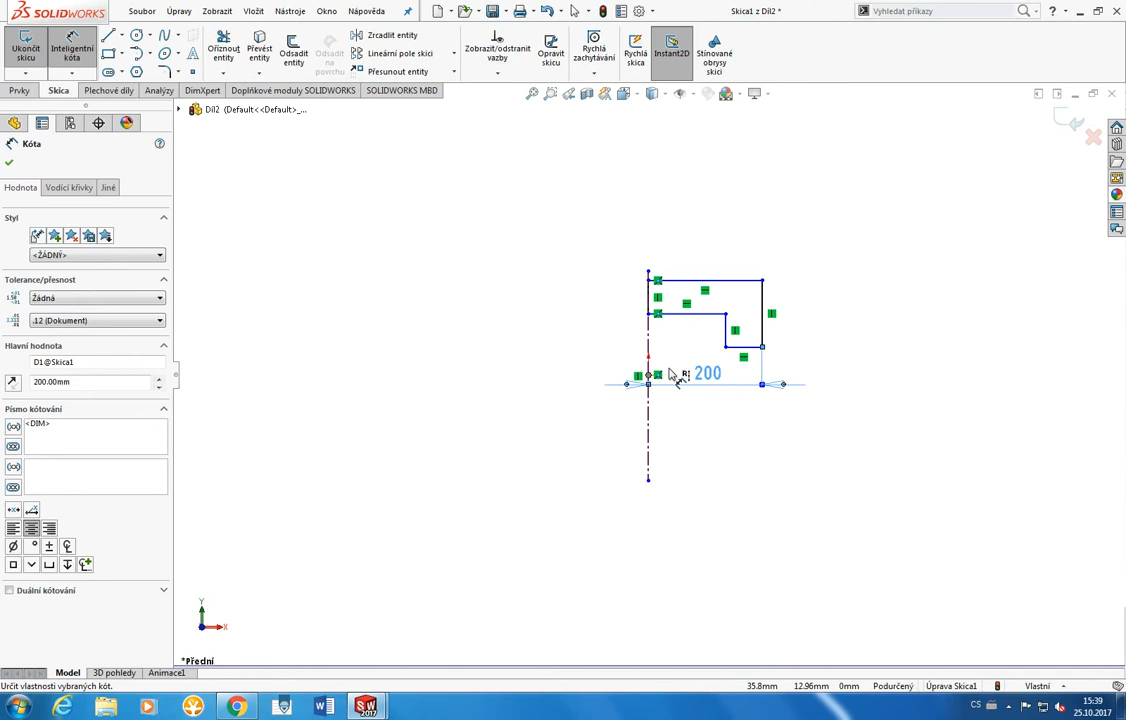 SOLIDWORKS
Soubor Úpravy Zobrazit Vložit Nástroje Okno Nápověda
Skica1 z Díl2 *
Vyhledat příkazy
Ukončit skicu
Inteligentní kóta
Oříznout entity
Převést entity
Odsadit entity
Odsadit na povrchu
Zrcadlit entity
Lineární pole skici
Přesunout entity
Zobrazit/odstranit vazby
Opravit skicu
Rychlá zachytávání
Rychlá skica
Instant2D
Stínované obrysy skici
Prvky Skica Plechové díly Analýzy DimXpert Doplňkové moduly SOLIDWORKS SOLIDWORKS MBD
Díl2 (Default<<Default>_...
Kóta
Hodnota Vodící křivky Jiné
Styl
<ŽÁDNÝ>
Tolerance/přesnost
Žádná
.12 (Dokument)
Hlavní hodnota
D1@Skica1
200.00mm
Písmo kótování
<DIM>
Duální kótování
200
Y
X
*Přední
Model 3D pohledy Animace1
Určit vlastnosti vybraných kót.
35.8mm 12.96mm 0mm Podurčený Úprava Skica1 Vlastní
CS
15:39
25.10.2017